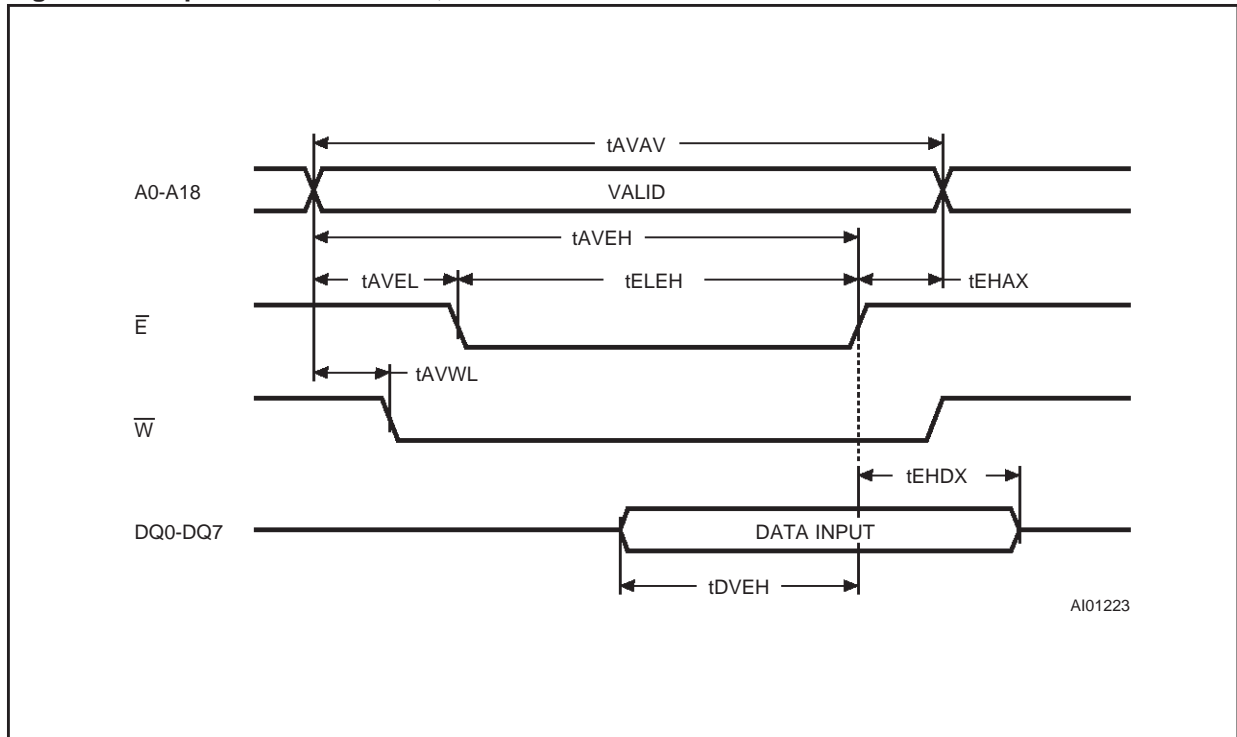 tAVAV
A0-A18
VALID
tAVEH
tAVEL
tELEH
tEHAX
E̅
tAVWL
W̅
tEHDX
DQ0-DQ7
DATA INPUT
tDVEH
AI01223